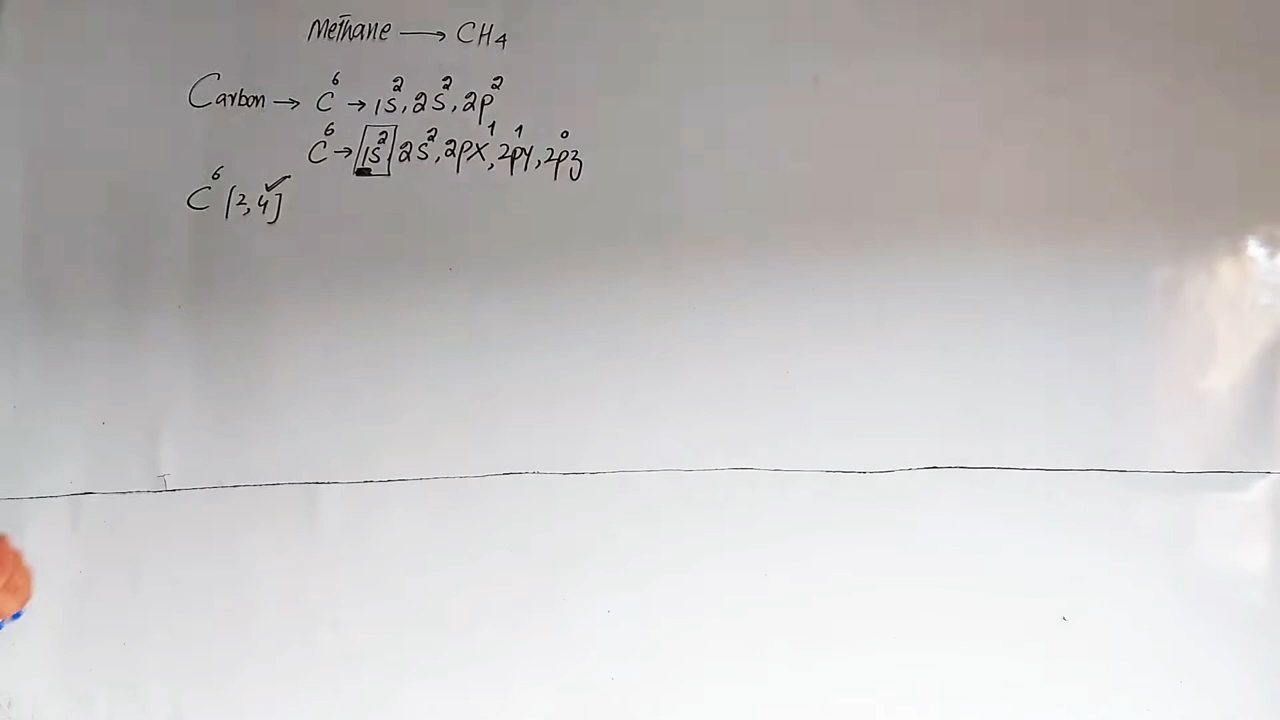 Methane → CH₄
Carbon → C⁶ → 1s², 2s², 2p²
C⁶ → 1s², 2s², 2px¹, 2py¹, 2pz⁰
C⁶ [2, 4] ✓